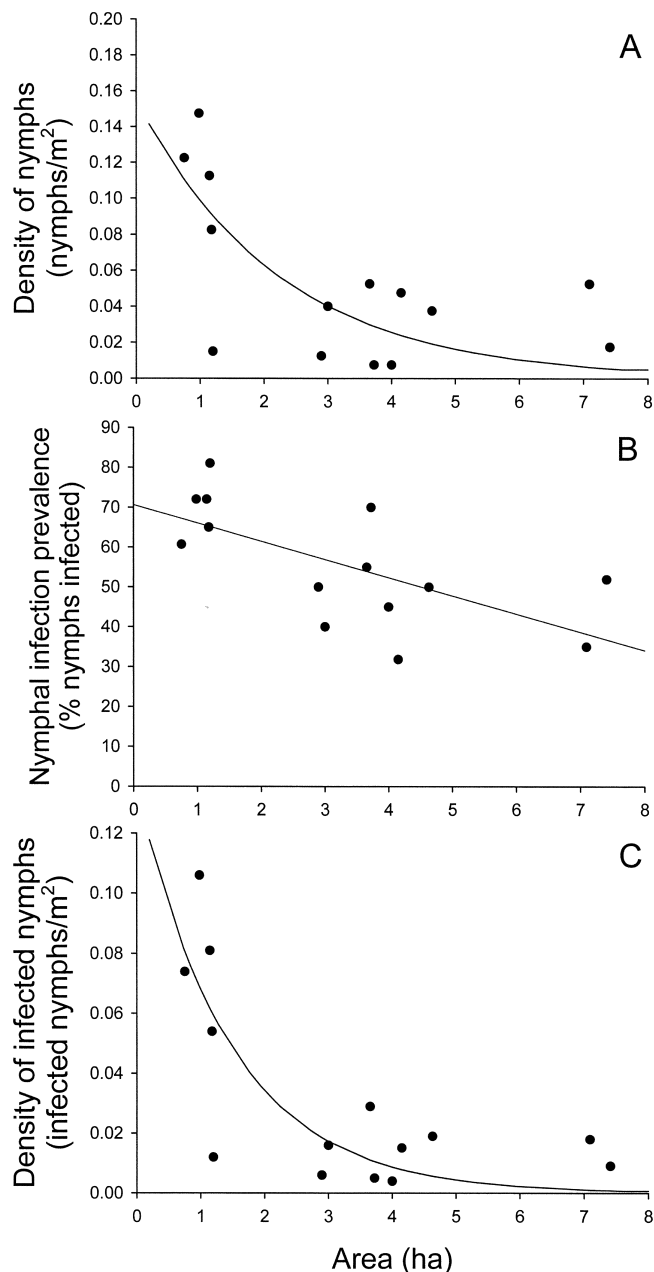 A
Density of nymphs
(nymphs/m²)
0.20
0.18
0.16
0.14
0.12
0.10
0.08
0.06
0.04
0.02
0.00
0 1 2 3 4 5 6 7 8
B
Nymphal infection prevalence
(% nymphs infected)
90
80
70
60
50
40
30
20
10
0
0 1 2 3 4 5 6 7 8
C
Density of infected nymphs
(infected nymphs/m²)
0.12
0.10
0.08
0.06
0.04
0.02
0.00
0 1 2 3 4 5 6 7 8
Area (ha)